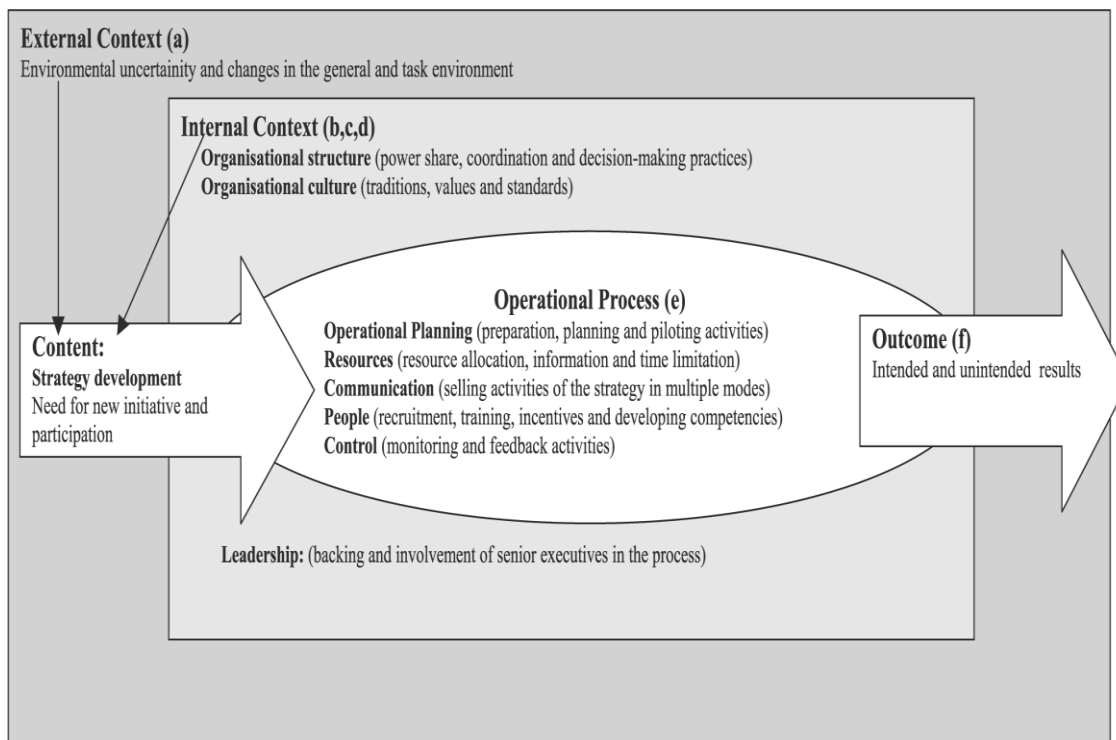 External Context (a)
Environmental uncertainity and changes in the general and task environment
Internal Context (b,c,d)
Organisational structure (power share, coordination and decision-making practices)
Organisational culture (traditions, values and standards)
Content:
Strategy development
Need for new initiative and
participation
Operational Process (e)
Operational Planning (preparation, planning and piloting activities)
Resources (resource allocation, information and time limitation)
Communication (selling activities of the strategy in multiple modes)
People (recruitment, training, incentives and developing competencies)
Control (monitoring and feedback activities)
Outcome (f)
Intended and unintended results
Leadership: (backing and involvement of senior executives in the process)